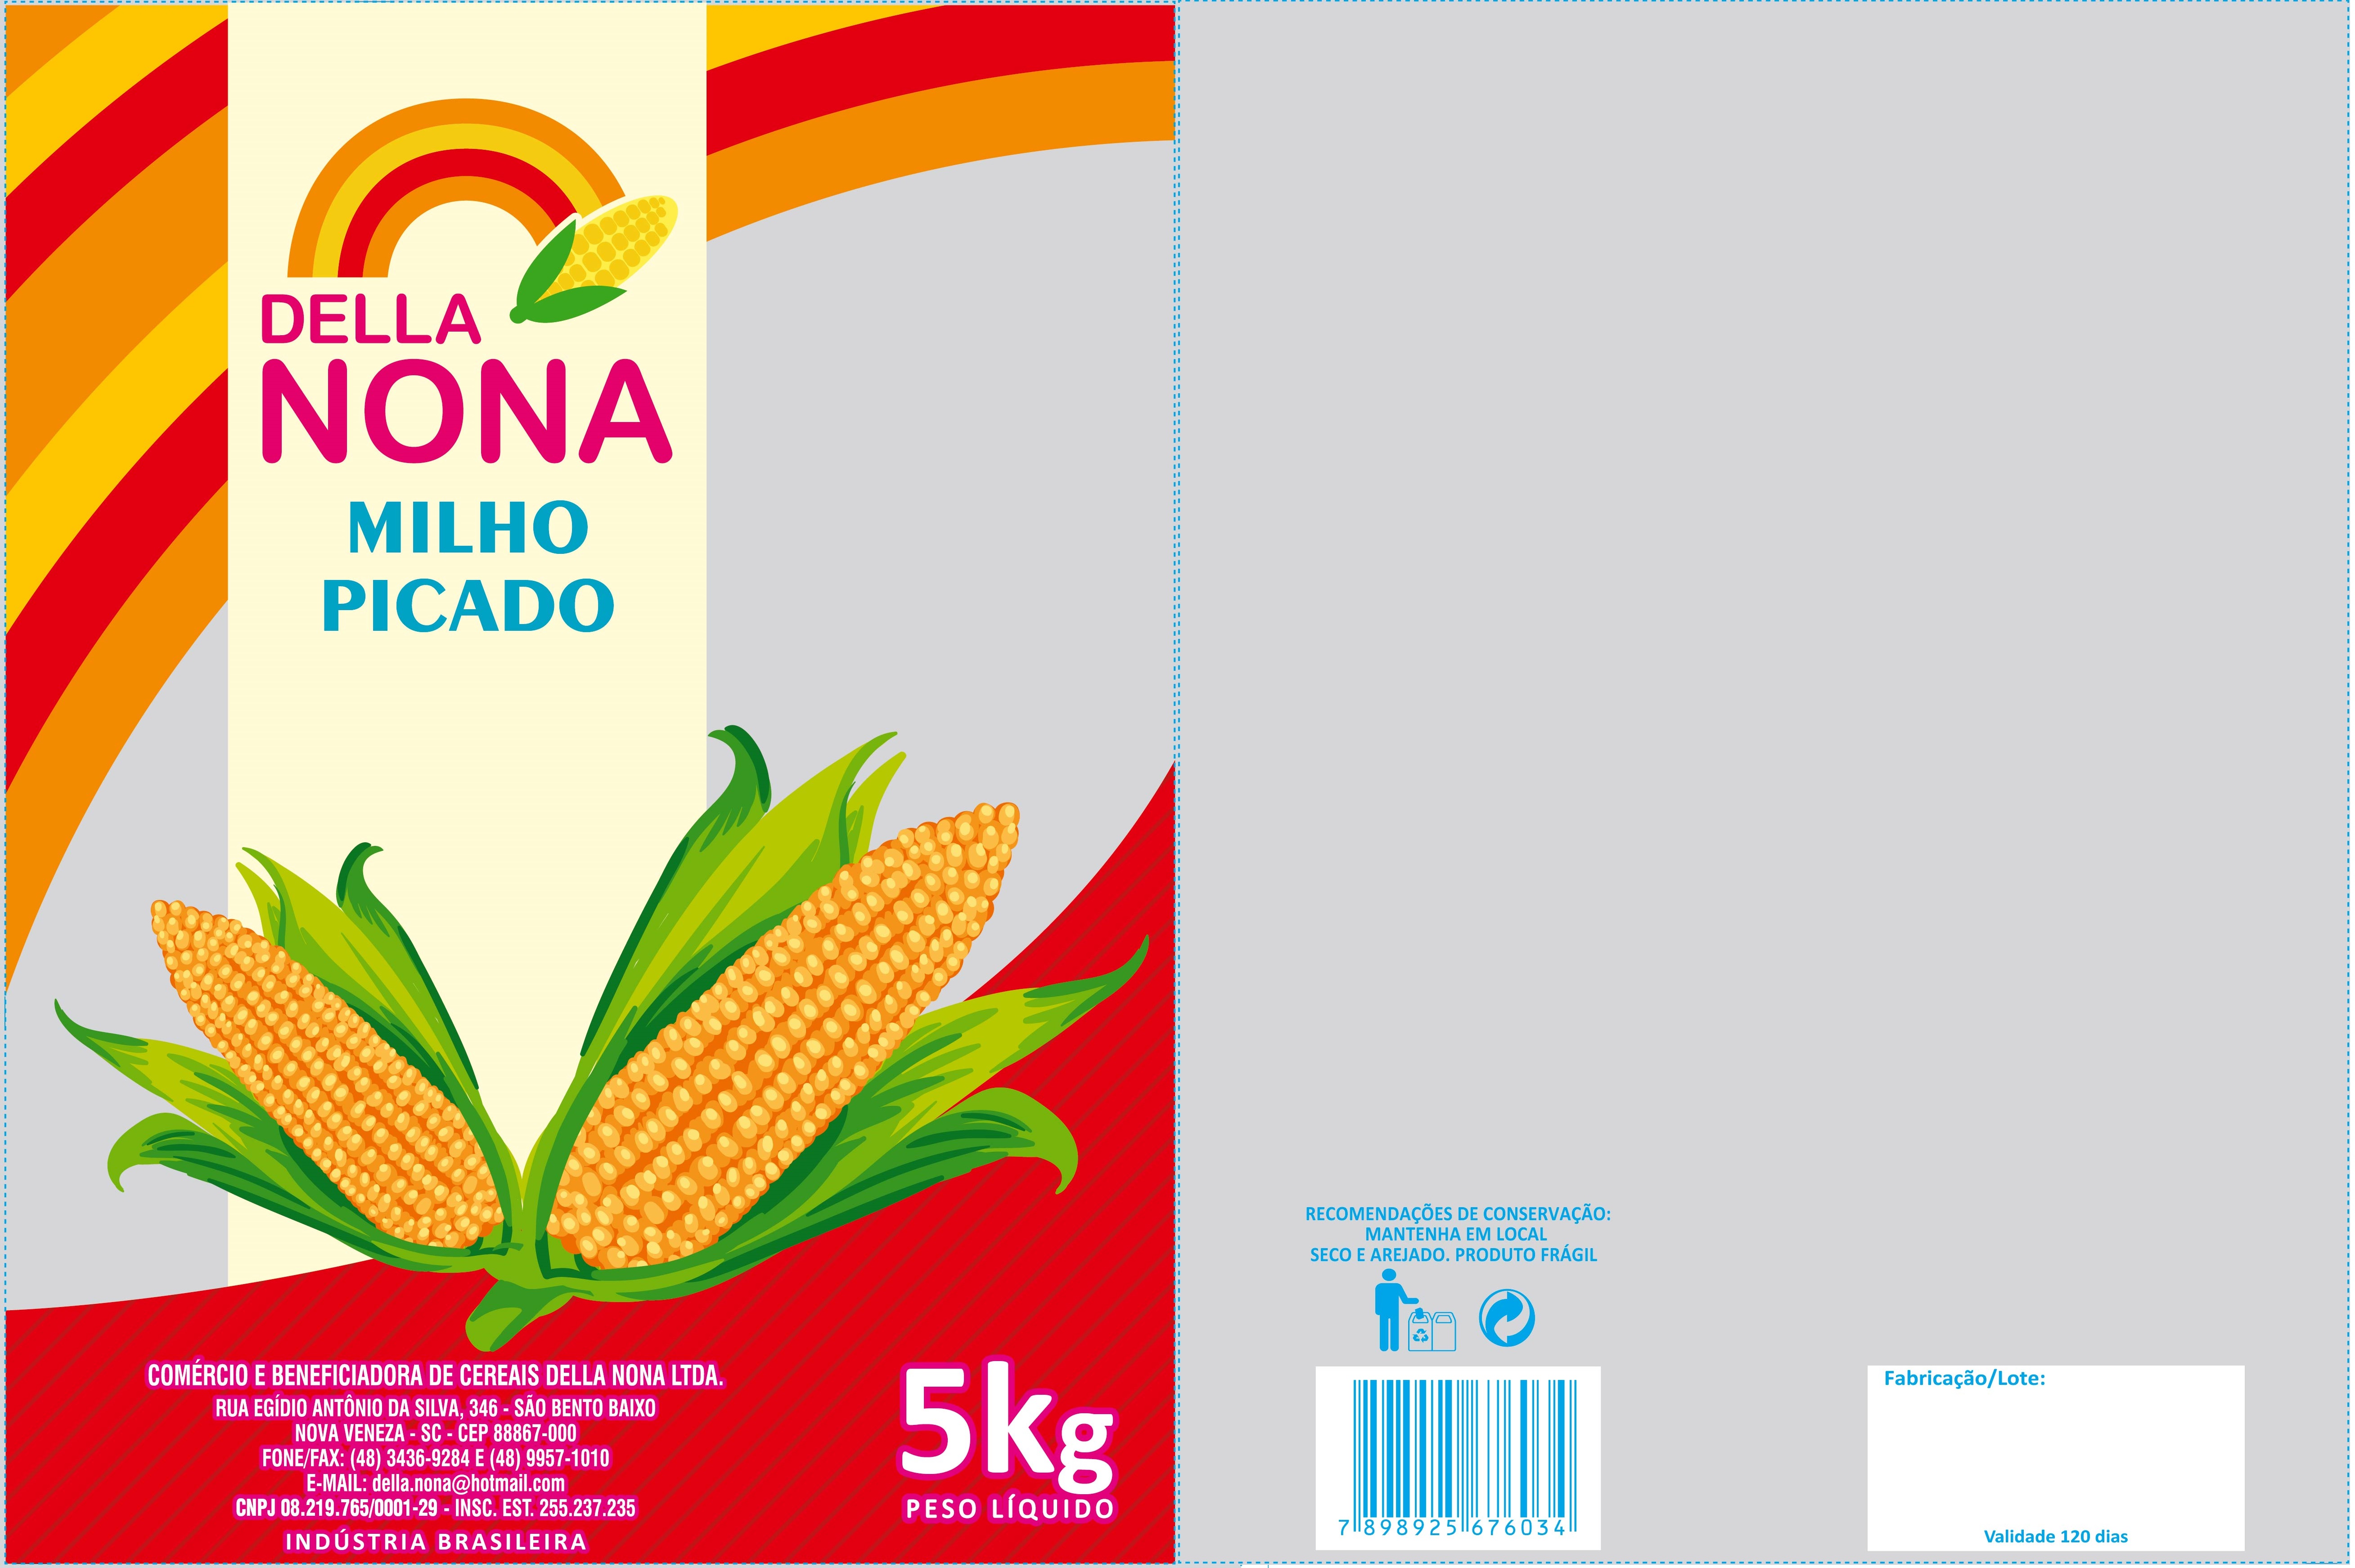 DELLA
NONA
MILHO
PICADO
COMÉRCIO E BENEFICIADORA DE CEREAIS DELLA NONA LTDA.
RUA EGÍDIO ANTÔNIO DA SILVA, 346 - SÃO BENTO BAIXO
NOVA VENEZA - SC - CEP 88867-000
FONE/FAX: (48) 3436-9284 E (48) 9957-1010
E-MAIL: della.nona@hotmail.com
CNPJ 08.219.765/0001-29 - INSC. EST. 255.237.235
INDÚSTRIA BRASILEIRA
5kg
PESO LÍQUIDO
RECOMENDAÇÕES DE CONSERVAÇÃO:
MANTENHA EM LOCAL
SECO E AREJADO. PRODUTO FRÁGIL
7 898925 676034
Fabricação/Lote:
Validade 120 dias